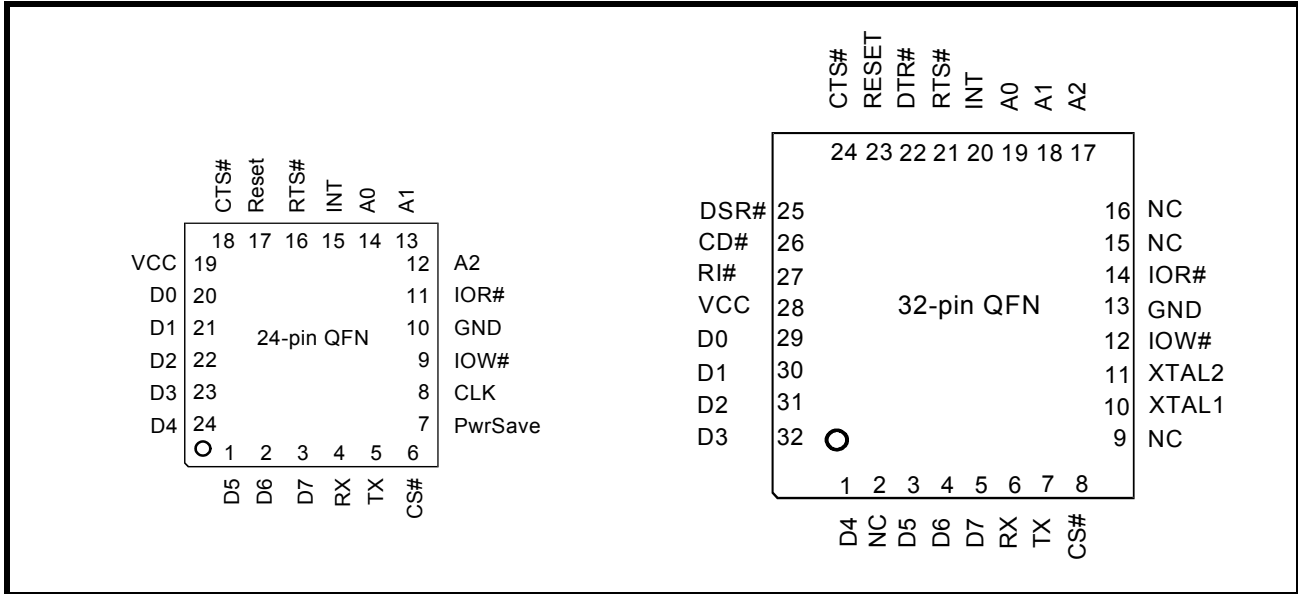 CTS# Reset RTS# INT A0 A1
18 17 16 15 14 13
VCC 19 12 A2
D0 20 11 IOR#
D1 21 10 GND
24-pin QFN
D2 22 9 IOW#
D3 23 8 CLK
D4 24 7 PwrSave
1 2 3 4 5 6
D5 D6 D7 RX TX CS#
CTS# RESET DTR# RTS# INT A0 A1 A2
24 23 22 21 20 19 18 17
DSR# 25 16 NC
CD# 26 15 NC
RI# 27 14 IOR#
VCC 28 32-pin QFN 13 GND
D0 29 12 IOW#
D1 30 11 XTAL2
D2 31 10 XTAL1
D3 32 9 NC
1 2 3 4 5 6 7 8
D4 NC D5 D6 D7 RX TX CS#